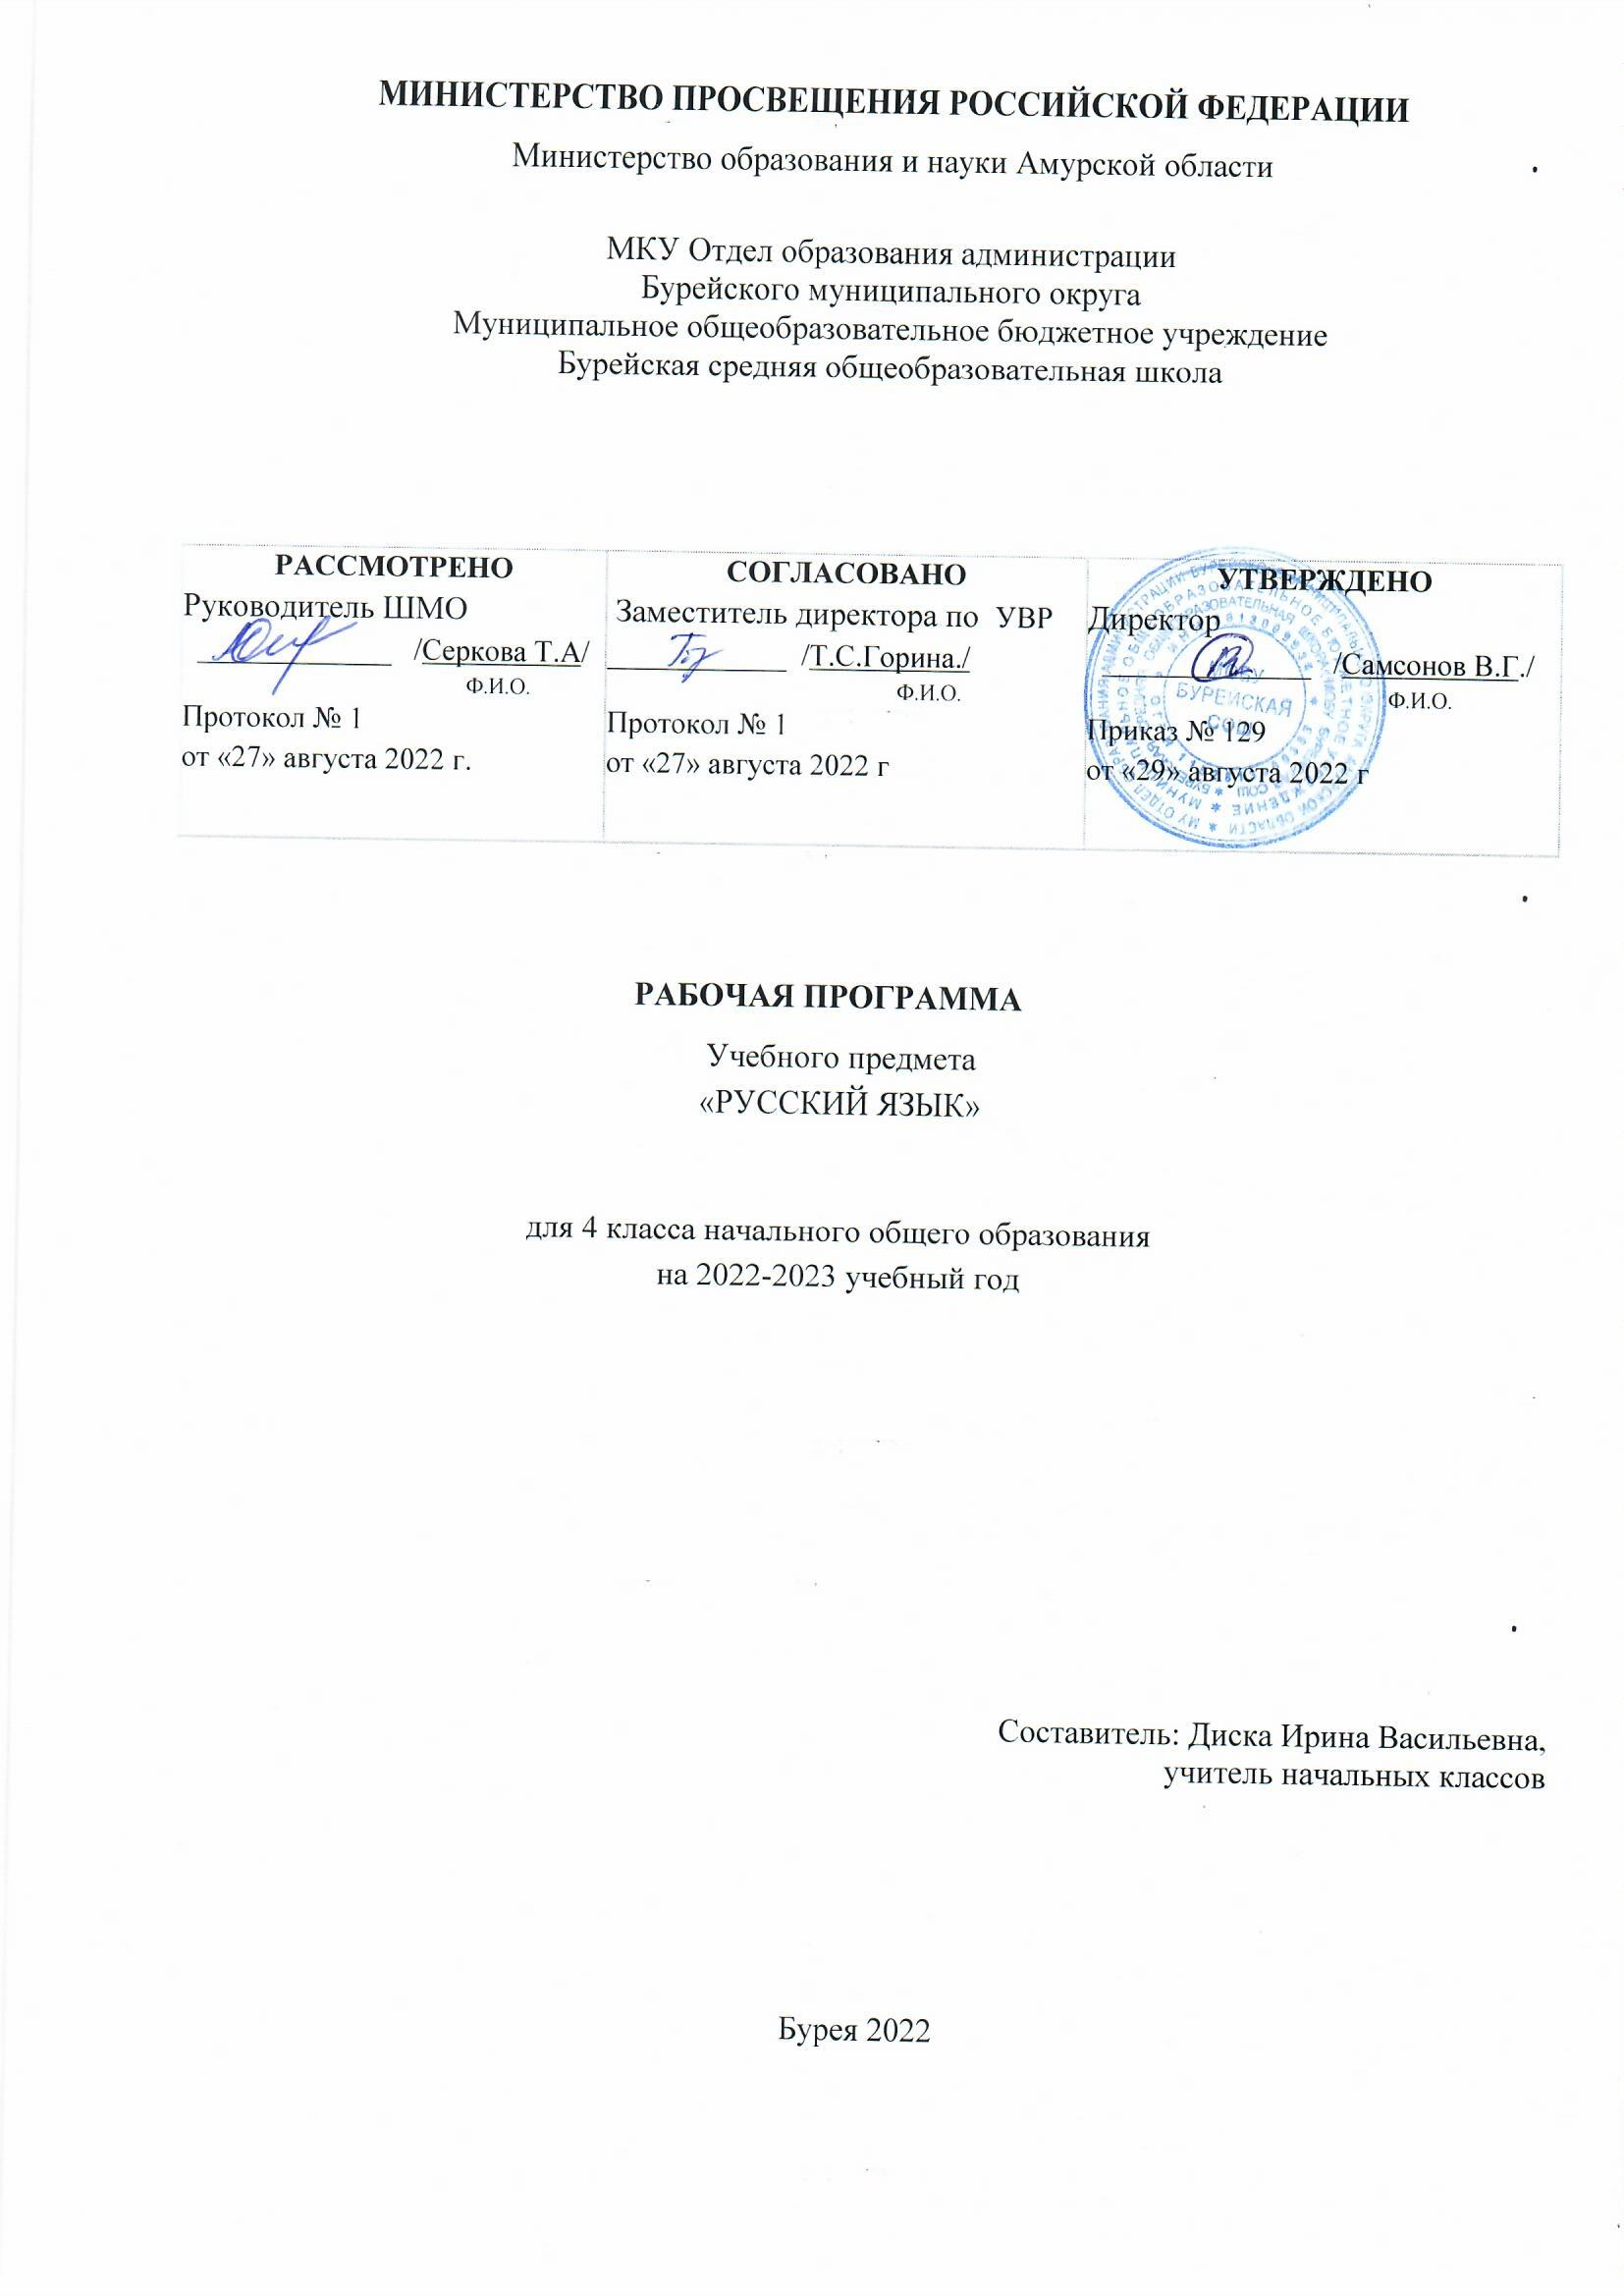 МИНИСТЕРСТВО ПРОСВЕЩЕНИЯ РОССИЙСКОЙ ФЕДЕРАЦИИ
Министерство образования и науки Амурской области
МКУ Отдел образования администрации
Бурейского муниципального округа
Муниципальное общеобразовательное бюджетное учреждение
Бурейская средняя общеобразовательная школа
РАССМОТРЕНО
Руководитель ШМО
/Серкова Т.А/
Ф.И.О.
Протокол № 1
от «27» августа 2022 г.
СОГЛАСОВАНО
Заместитель директора по УВР
/Т.С.Горина./
Ф.И.О.
Протокол № 1
от «27» августа 2022 г
УТВЕРЖДЕНО
Директор
/Самсонов В.Г./
Ф.И.О.
Приказ № 129
от «29» августа 2022 г
БУРЕЙСКАЯ
СОШ
РАБОЧАЯ ПРОГРАММА
Учебного предмета
«РУССКИЙ ЯЗЫК»
для 4 класса начального общего образования
на 2022-2023 учебный год
Составитель: Диска Ирина Васильевна,
учитель начальных классов
Бурея 2022